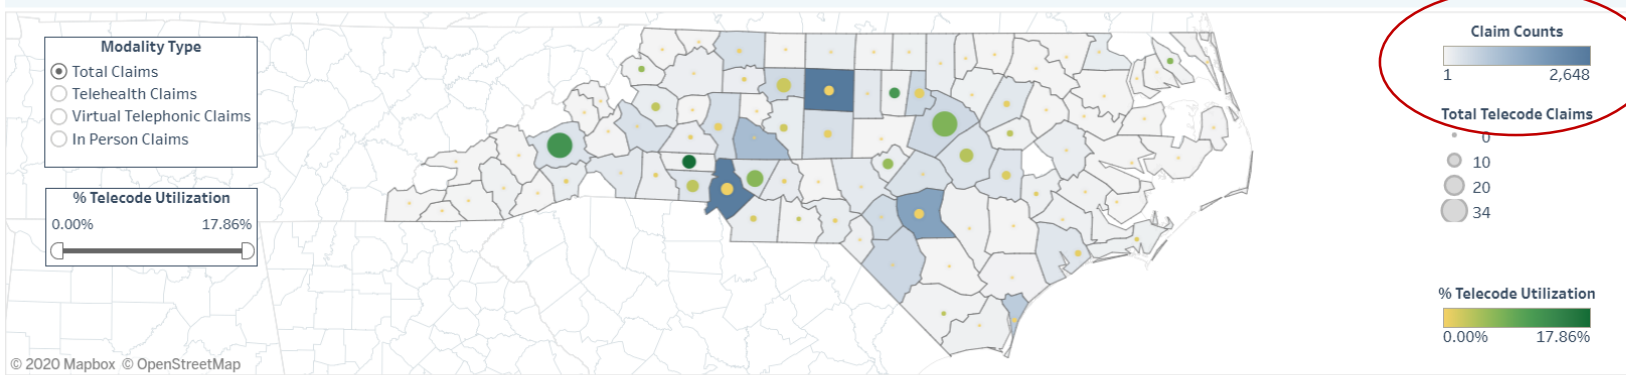 Modality Type
Total Claims
Telehealth Claims
Virtual Telephonic Claims
In Person Claims
% Telecode Utilization
0.00% 17.86%
© 2020 Mapbox © OpenStreetMap
Claim Counts
1 2,648
Total Telecode Claims
0
10
20
34
% Telecode Utilization
0.00% 17.86%